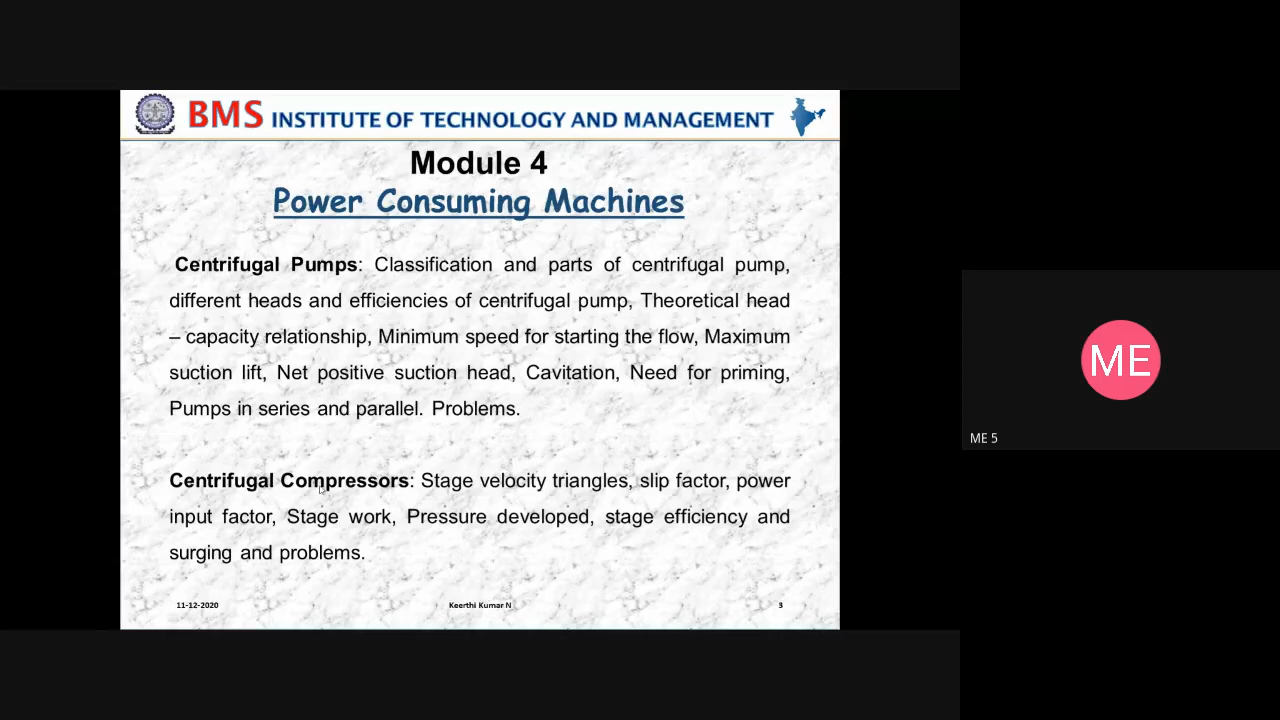 BMS INSTITUTE OF TECHNOLOGY AND MANAGEMENT
Module 4
Power Consuming Machines
Centrifugal Pumps: Classification and parts of centrifugal pump,
different heads and efficiencies of centrifugal pump, Theoretical head
– capacity relationship, Minimum speed for starting the flow, Maximum
suction lift, Net positive suction head, Cavitation, Need for priming,
Pumps in series and parallel. Problems.
Centrifugal Compressors: Stage velocity triangles, slip factor, power
input factor, Stage work, Pressure developed, stage efficiency and
surging and problems.
11-12-2020 Keerthi Kumar N 3
ME
ME 5